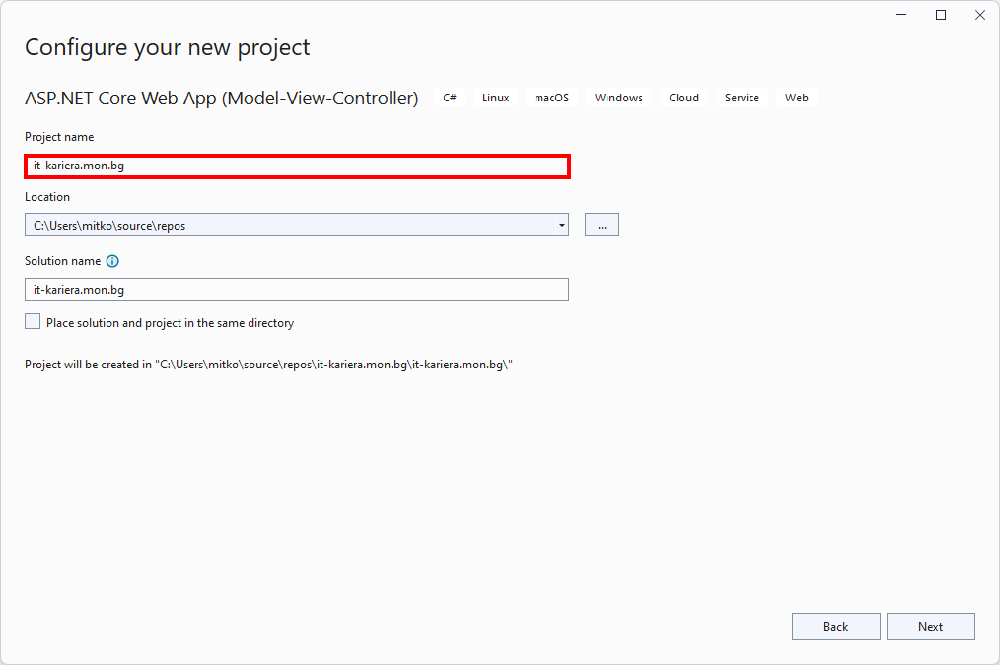 Configure your new project
ASP.NET Core Web App (Model-View-Controller) C# Linux macOS Windows Cloud Service Web
Project name
it-kariera.mon.bg
Location
C:\Users\mitko\source\repos
...
Solution name
it-kariera.mon.bg
Place solution and project in the same directory
Project will be created in "C:\Users\mitko\source\repos\it-kariera.mon.bg\it-kariera.mon.bg\"
Back Next